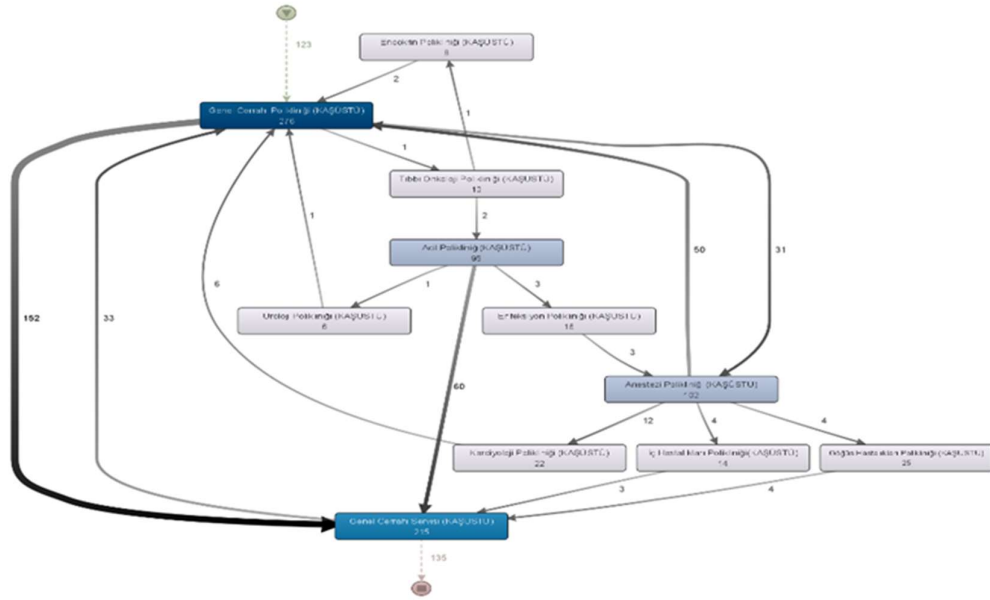 123
Endokrin Polikliniği (KAŞÜSTÜ)
8
2
Genel Cerrahi Polikliniği (KAŞÜSTÜ)
276
1
1
Tıbbi Onkoloji Polikliniği (KAŞÜSTÜ)
13
1
2
Acil Polikliniği (KAŞÜSTÜ)
95
50
31
6
1
3
152
33
Üroloji Polikliniği (KAŞÜSTÜ)
6
Enfeksiyon Polikliniği (KAŞÜSTÜ)
16
3
60
Anestezi Polikliniği (KAŞÜSTÜ)
102
12
4
4
Kardiyoloji Polikliniği (KAŞÜSTÜ)
22
İç Hastalıkları Polikliniği(KAŞÜSTÜ)
14
Göğüs Hastalıkları Polikliniği (KAŞÜSTÜ)
25
3
4
Genel Cerrahi Servisi (KAŞÜSTÜ)
215
135